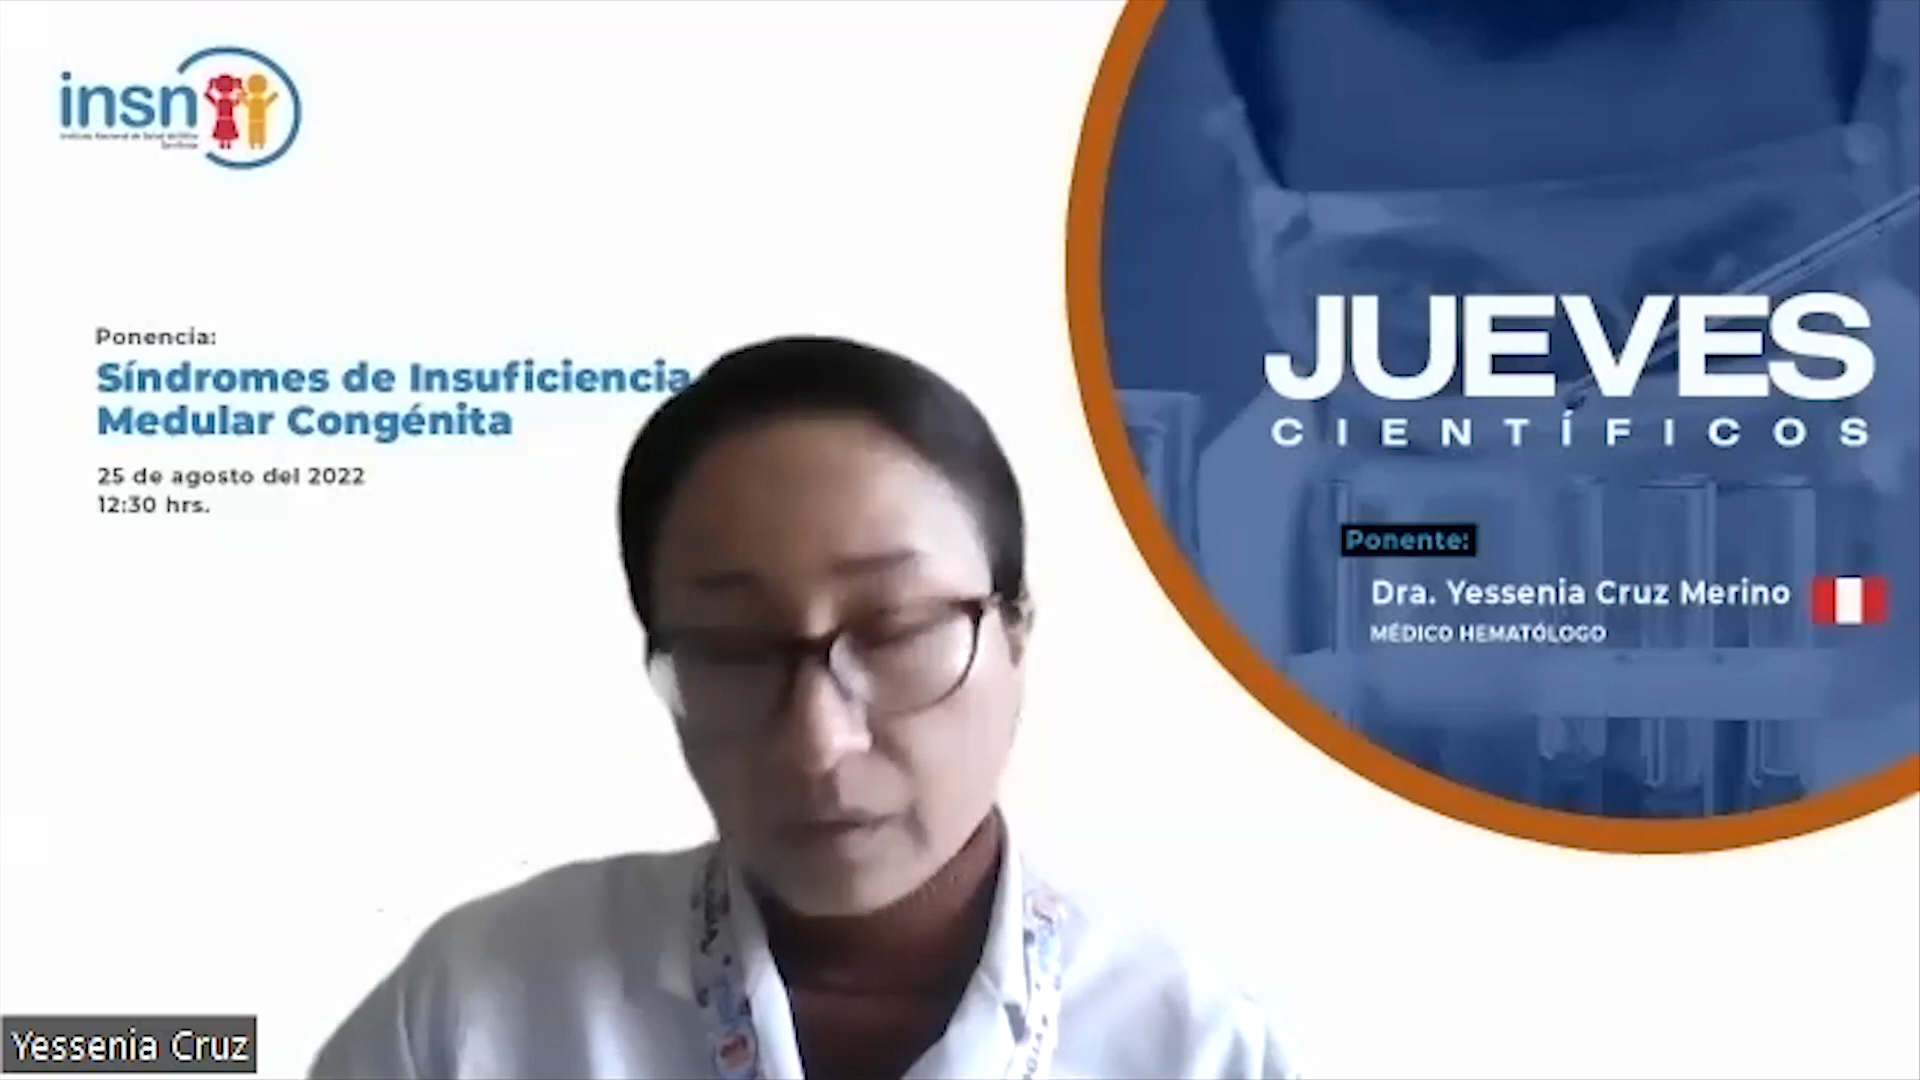 insn
Ponencia:
Síndromes de Insuficiencia
Medular Congénita
25 de agosto del 2022
12:30 hrs.
JUEVES
CIENTÍFICOS
Ponente:
Dra. Yessenia Cruz Merino
MÉDICO HEMATÓLOGO
Yessenia Cruz